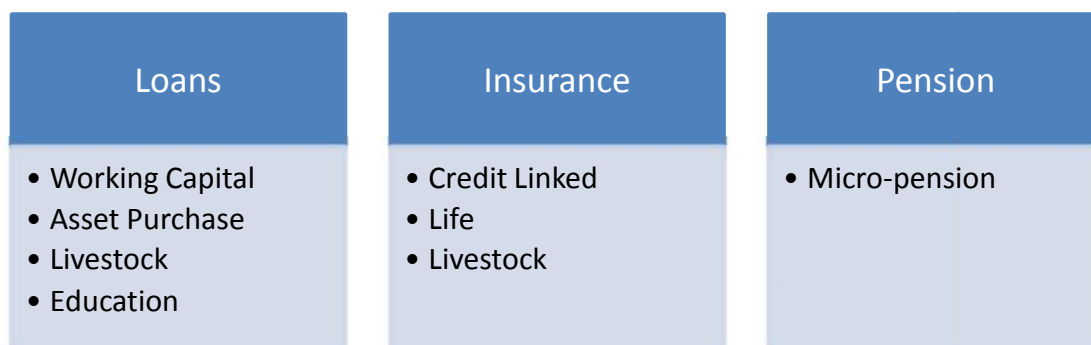 Loans
• Working Capital
• Asset Purchase
• Livestock
• Education
Insurance
• Credit Linked
• Life
• Livestock
Pension
• Micro-pension